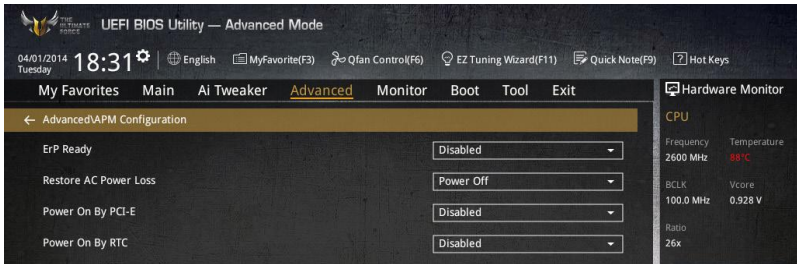 THE ULTIMATE FORCE
UEFI BIOS Utility — Advanced Mode
04/01/2014
Tuesday
18:31
English
MyFavorite(F3)
Qfan Control(F6)
EZ Tuning Wizard(F11)
Quick Note(F9)
? Hot Keys
My Favorites
Main
Ai Tweaker
Advanced
Monitor
Boot
Tool
Exit
Hardware Monitor
← Advanced\APM Configuration
ErP Ready
Disabled
Restore AC Power Loss
Power Off
Power On By PCI-E
Disabled
Power On By RTC
Disabled
CPU
Frequency
Temperature
2600 MHz
88°C
BCLK
Vcore
100.0 MHz
0.928 V
Ratio
26x